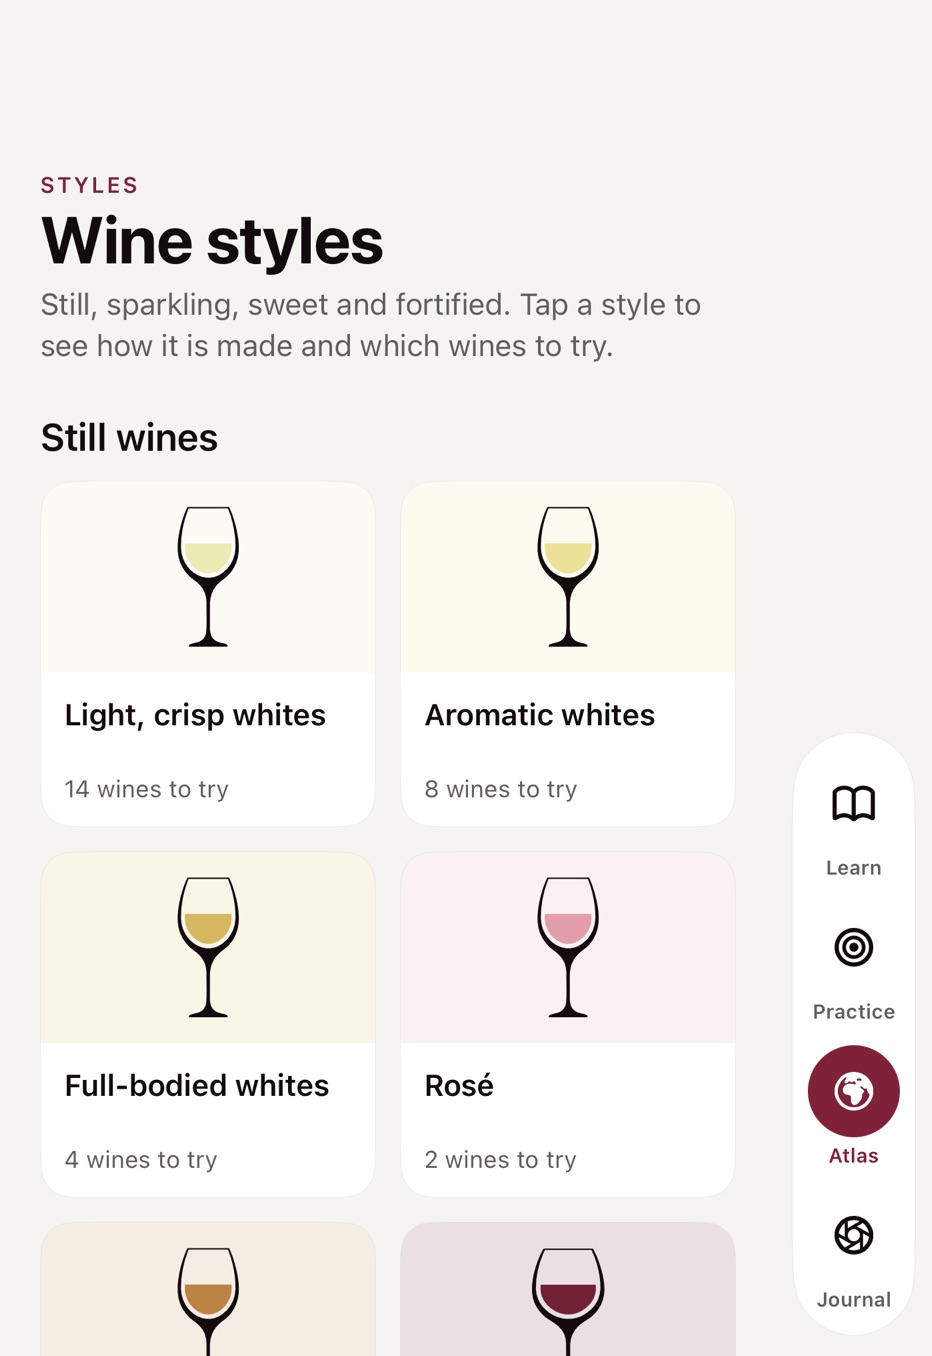 STYLES
Wine styles
Still, sparkling, sweet and fortified. Tap a style to
see how it is made and which wines to try.
Still wines
Light, crisp whites
14 wines to try
Aromatic whites
8 wines to try
Full-bodied whites
4 wines to try
Rosé
2 wines to try
Learn
Practice
Atlas
Journal